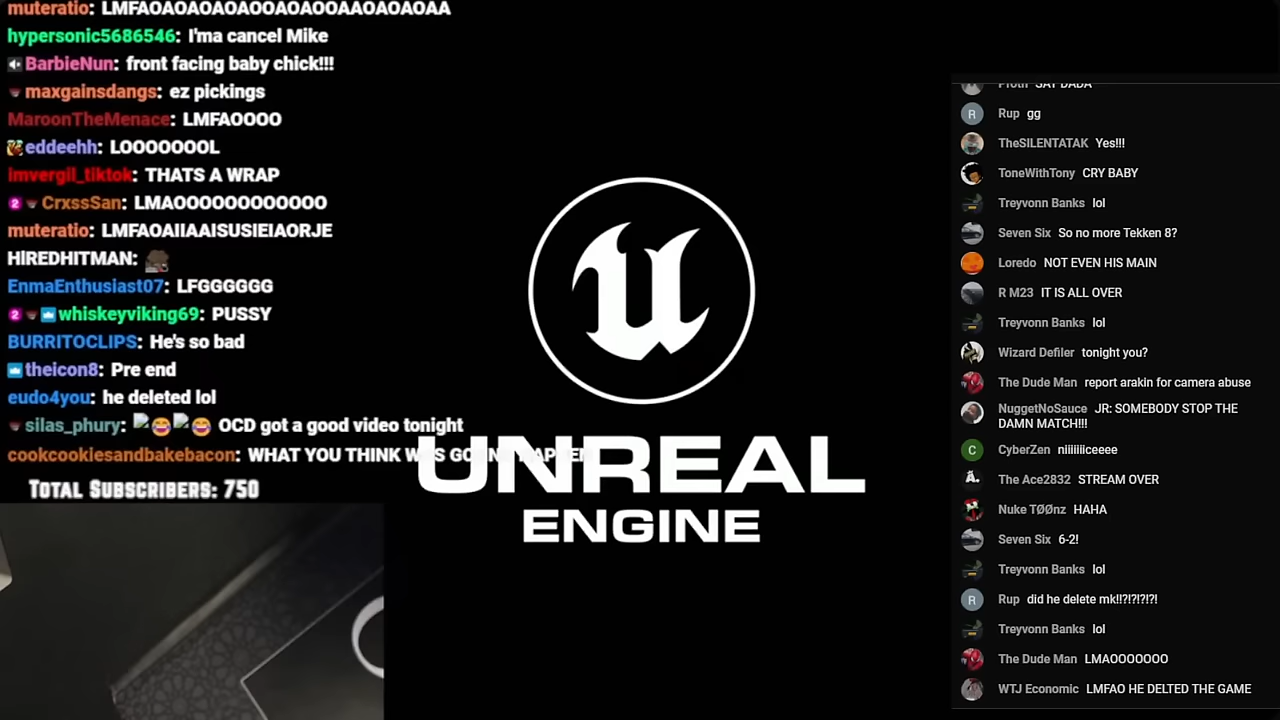 muteratio: LMFAOAOAOAOAOOAOAOOAAOAOAOAA
hypersonic5686546: I'ma cancel Mike
BarbieNun: front facing baby chick!!!
maxgainsdangs: ez pickings
MaroonTheMenace: LMFAOOOO
eddeehh: LOOOOOOOL
imvergil_tiktok: THATS A WRAP
2 CrxssSan: LMAOOOOOOOOOOOO
muteratio: LMFAOAIIAAISUSIEIAORJE
HIREDHITMAN:
EnmaEnthusiast07: LFGGGGGG
2 whiskeyviking69: PUSSY
BURRITOCLIPS: He's so bad
theicon8: Pre end
eudo4you: he deleted lol
silas_phury: OCD got a good video tonight
cookcookiesandbakebacon: WHAT YOU THINK
TOTAL SUBSCRIBERS: 750
UNREAL
ENGINE
SAY DADA
R Rup gg
TheSILENTATAK Yes!!!
ToneWithTony CRY BABY
Treyvonn Banks lol
Seven Six So no more Tekken 8?
Loredo NOT EVEN HIS MAIN
R M23 IT IS ALL OVER
Treyvonn Banks lol
Wizard Defiler tonight you?
The Dude Man report arakin for camera abuse
NuggetNoSauce JR: SOMEBODY STOP THE
DAMN MATCH!!!
C CyberZen niiiiiiiceeee
The Ace2832 STREAM OVER
Nuke TØØnz HAHA
Seven Six 6-2!
Treyvonn Banks lol
R Rup did he delete mk!!?!?!?!?!
Treyvonn Banks lol
The Dude Man LMAOOOOOOO
WTJ Economic LMFAO HE DELTED THE GAME